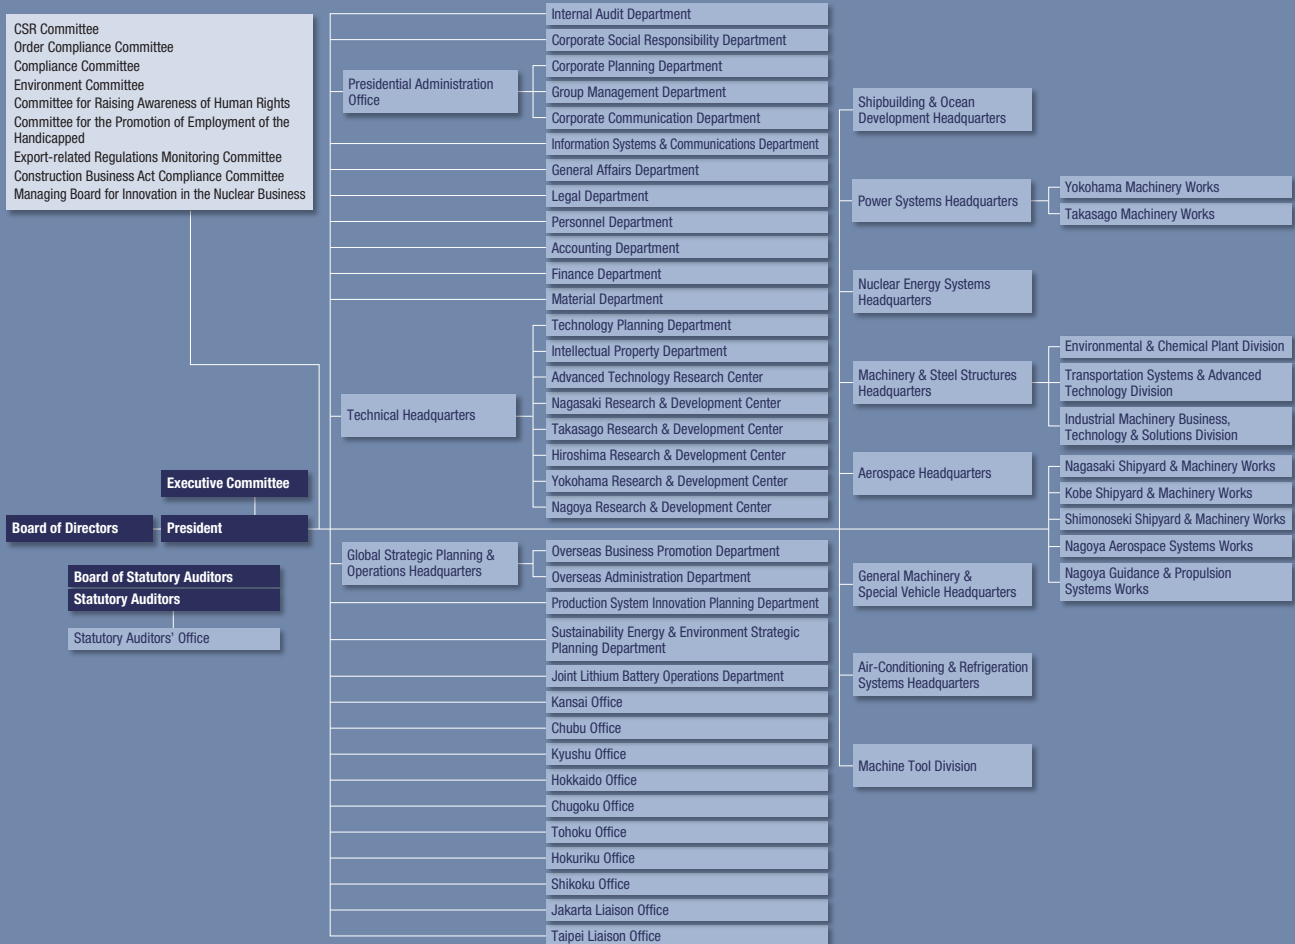 CSR Committee
Order Compliance Committee
Compliance Committee
Environment Committee
Committee for Raising Awareness of Human Rights
Committee for the Promotion of Employment of the
Handicapped
Export-related Regulations Monitoring Committee
Construction Business Act Compliance Committee
Managing Board for Innovation in the Nuclear Business
Executive Committee
Board of Directors
President
Board of Statutory Auditors
Statutory Auditors
Statutory Auditors' Office
Internal Audit Department
Corporate Social Responsibility Department
Presidential Administration
Office
Corporate Planning Department
Group Management Department
Corporate Communication Department
Information Systems & Communications Department
General Affairs Department
Legal Department
Personnel Department
Accounting Department
Finance Department
Material Department
Technical Headquarters
Technology Planning Department
Intellectual Property Department
Advanced Technology Research Center
Nagasaki Research & Development Center
Takasago Research & Development Center
Hiroshima Research & Development Center
Yokohama Research & Development Center
Nagoya Research & Development Center
Global Strategic Planning &
Operations Headquarters
Overseas Business Promotion Department
Overseas Administration Department
Production System Innovation Planning Department
Sustainability Energy & Environment Strategic
Planning Department
Joint Lithium Battery Operations Department
Kansai Office
Chubu Office
Kyushu Office
Hokkaido Office
Chugoku Office
Tohoku Office
Hokuriku Office
Shikoku Office
Jakarta Liaison Office
Taipei Liaison Office
Shipbuilding & Ocean
Development Headquarters
Power Systems Headquarters
Yokohama Machinery Works
Takasago Machinery Works
Nuclear Energy Systems
Headquarters
Machinery & Steel Structures
Headquarters
Environmental & Chemical Plant Division
Transportation Systems & Advanced
Technology Division
Industrial Machinery Business,
Technology & Solutions Division
Aerospace Headquarters
Nagasaki Shipyard & Machinery Works
Kobe Shipyard & Machinery Works
Shimonoseki Shipyard & Machinery Works
Nagoya Aerospace Systems Works
Nagoya Guidance & Propulsion
Systems Works
General Machinery &
Special Vehicle Headquarters
Air-Conditioning & Refrigeration
Systems Headquarters
Machine Tool Division